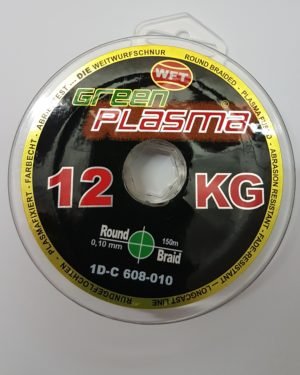 DIE WEITWURFSCHNUR
ROUND BRAIDED -
ABRASION RESISTANT -
FADE-RESISTANT — LONGCAST LINE
RUNDGEFLOCHTEN -
PLASMAFIXIERT - FARBECHT -
WFT
Green
PLASMA
12 KG
Round Braid
0,10 mm 150m
1D-C 608-010